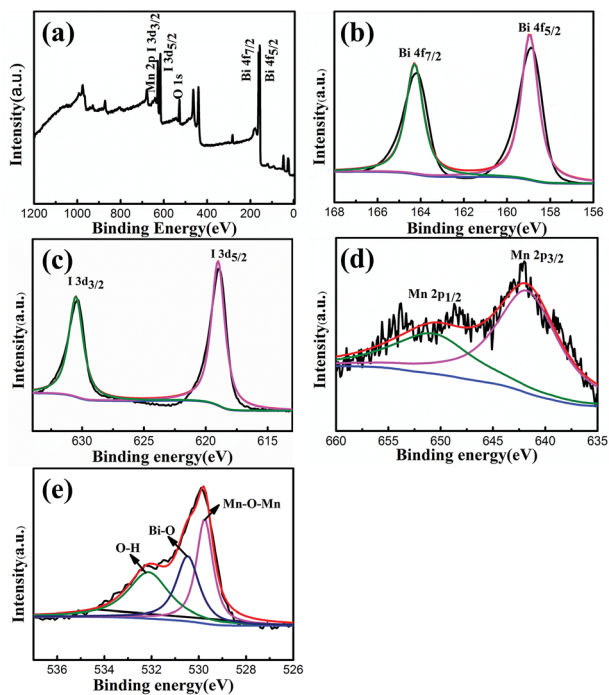 (a)
Mn 2p
I 3d3/2
I 3d5/2
O 1s
Bi 4f7/2
Bi 4f5/2
Intensity(a.u.)
1200 1000 800 600 400 200 0
Binding Energy(eV)
(b)
Bi 4f7/2
Bi 4f5/2
Intensity(a.u.)
168 166 164 162 160 158 156
Binding energy(eV)
(c)
I 3d3/2
I 3d5/2
Intensity(a.u.)
630 625 620 615
Binding energy(eV)
(d)
Mn 2p1/2
Mn 2p3/2
Intensity(a.u.)
660 655 650 645 640 635
Binding energy(eV)
(e)
O-H
Bi-O
Mn-O-Mn
Intensity(a.u.)
536 534 532 530 528 526
Binding energy(eV)